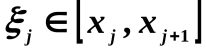 ξ_j ∈ [x_j, x_{j+1}]